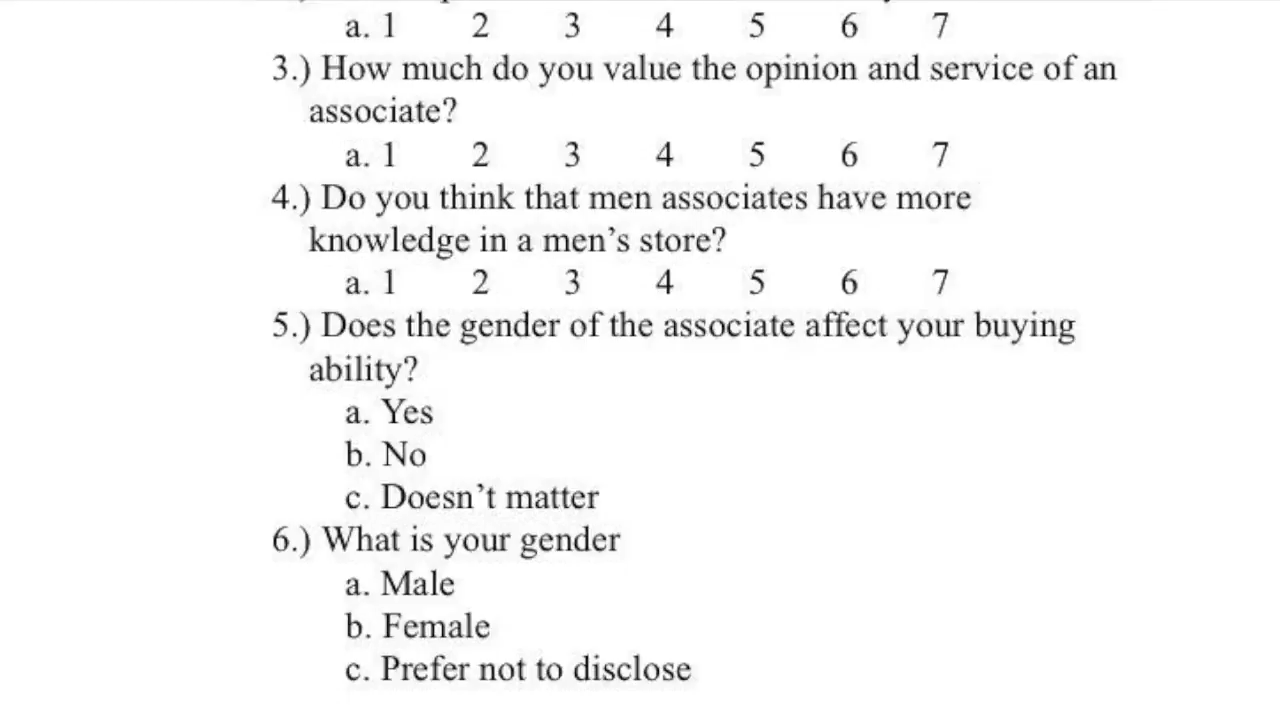 a. 1 2 3 4 5 6 7
3.) How much do you value the opinion and service of an
associate?
a. 1 2 3 4 5 6 7
4.) Do you think that men associates have more
knowledge in a men’s store?
a. 1 2 3 4 5 6 7
5.) Does the gender of the associate affect your buying
ability?
a. Yes
b. No
c. Doesn’t matter
6.) What is your gender
a. Male
b. Female
c. Prefer not to disclose